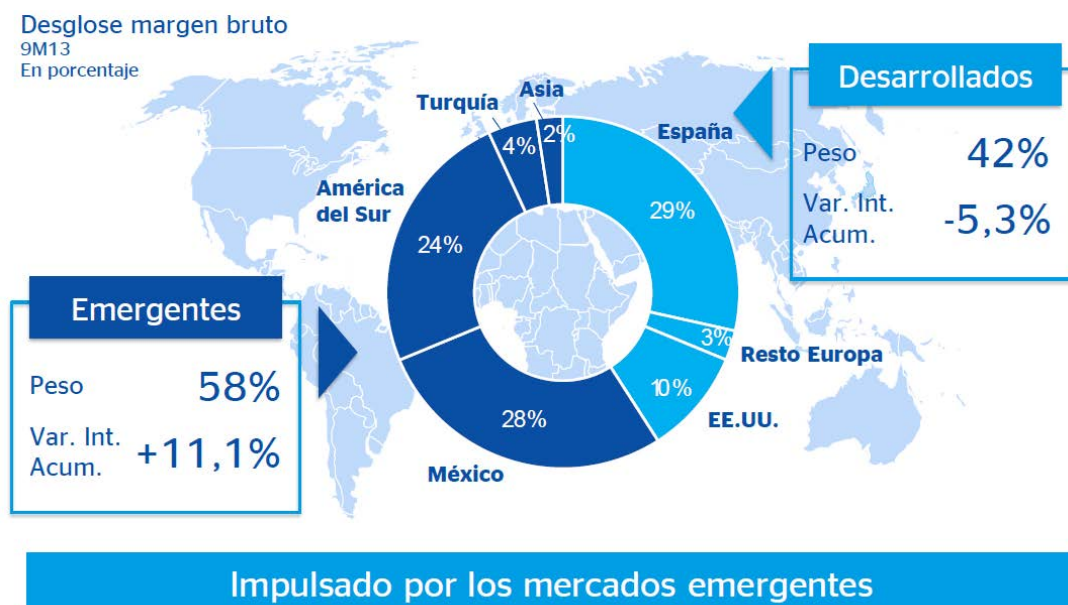 Desglose margen bruto
9M13
En porcentaje
Desarrollados
Peso 42%
Var. Int.
Acum. -5,3%
Asia
2%
Turquía
4%
España
29%
América
del Sur
24%
Resto Europa
3%
EE.UU.
10%
México
28%
Emergentes
Peso 58%
Var. Int.
Acum. +11,1%
Impulsado por los mercados emergentes